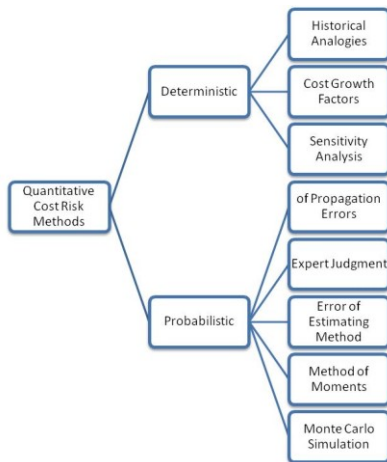 Quantitative
Cost Risk
Methods
Deterministic
Historical
Analogies
Cost Growth
Factors
Sensitivity
Analysis
Probabilistic
of Propagation
Errors
Expert Judgment
Error of
Estimating
Method
Method of
Moments
Monte Carlo
Simulation